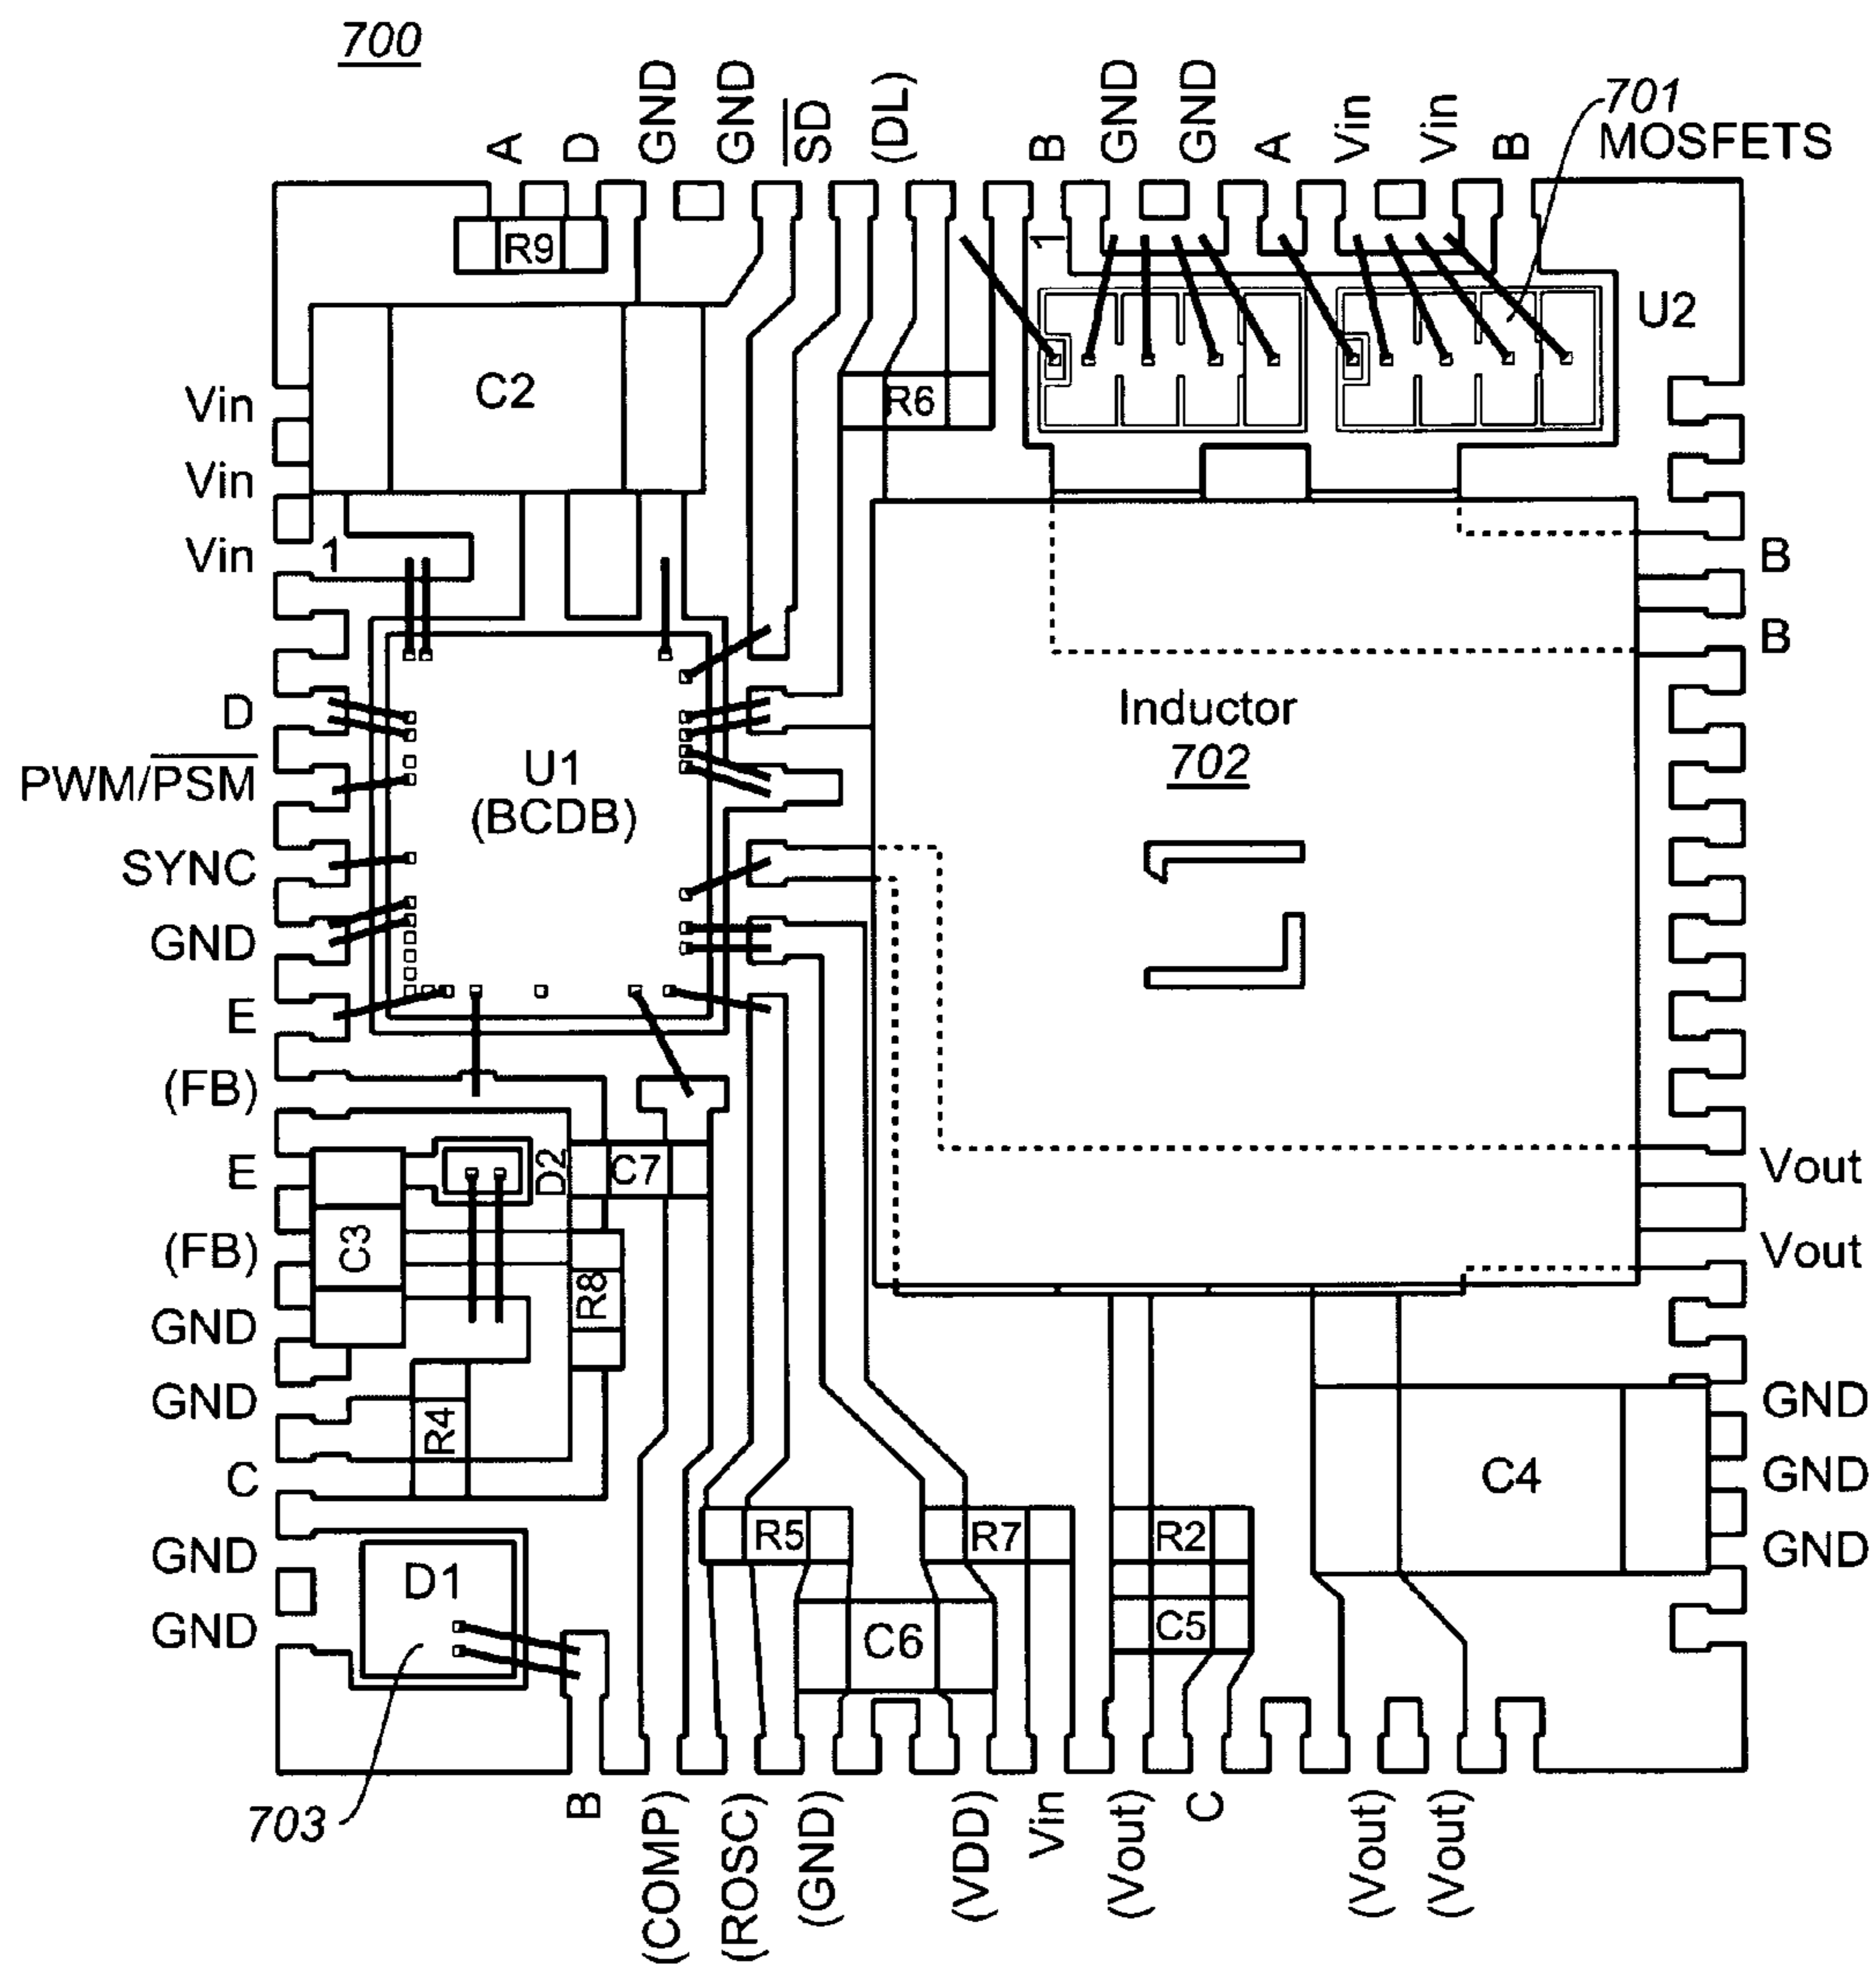 700
A
D
GND
GND
SD
(DL)
B
GND
GND
A
Vin
Vin
B
701
MOSFETS
R9
1
U2
C2
R6
Vin
Vin
Vin
1
B
B
D
PWM/PSM
SYNC
GND
E
(FB)
U1
(BCDB)
Inductor
702
L1
E
(FB)
GND
GND
C
GND
GND
D2
C7
C3
R8
R4
D1
R5
R7
R2
C6
C5
C4
Vout
Vout
GND
GND
GND
703
B
(COMP)
(ROSC)
(GND)
(VDD)
Vin
(Vout)
C
(Vout)
(Vout)